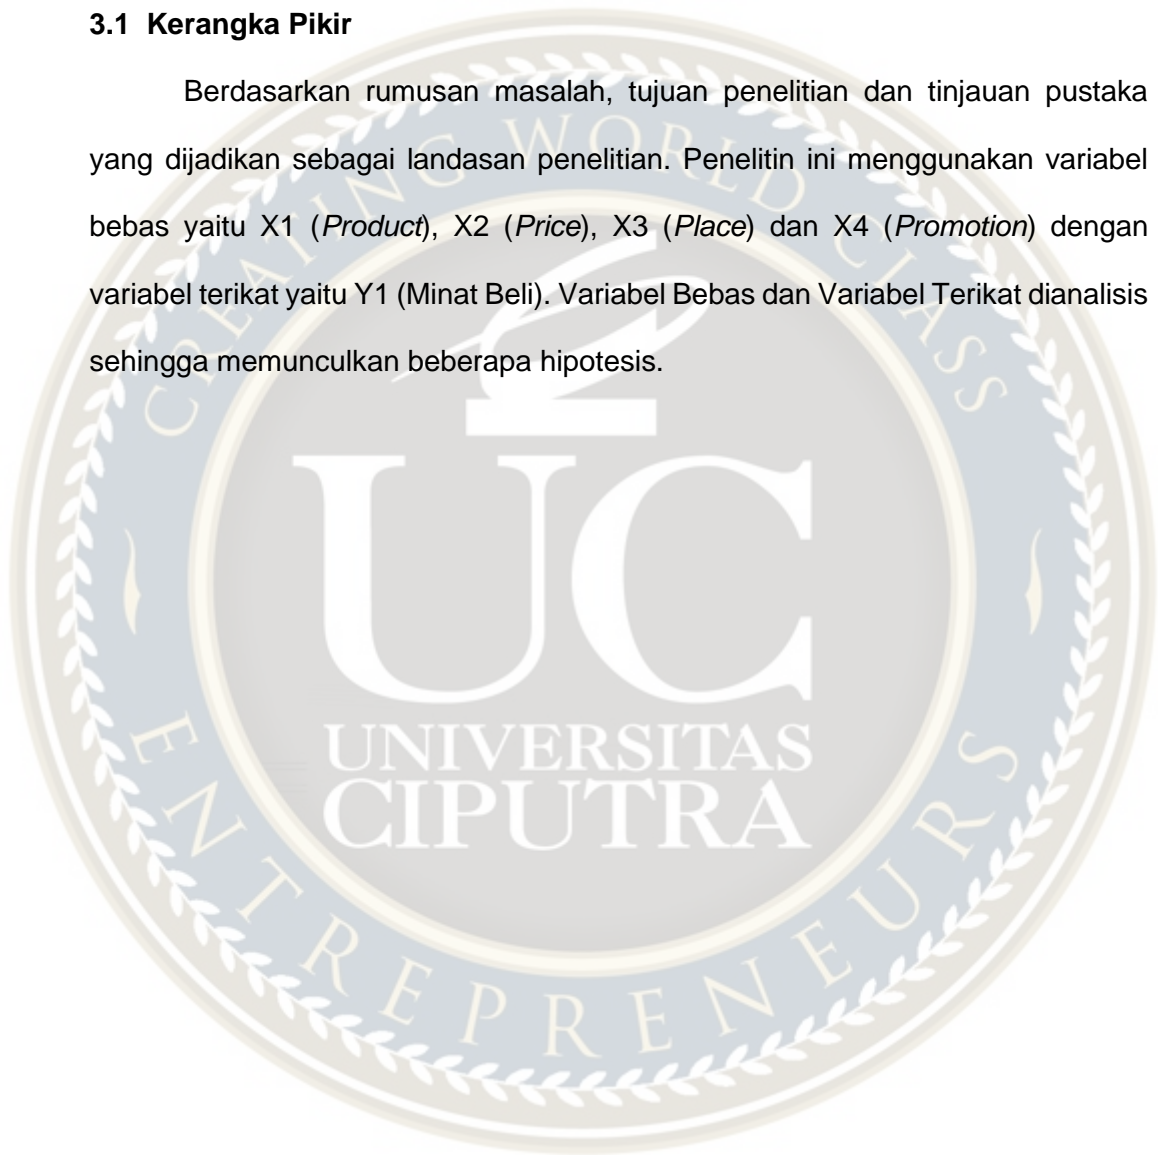 3.1 Kerangka Pikir
Berdasarkan rumusan masalah, tujuan penelitian dan tinjauan pustaka
yang dijadikan sebagai landasan penelitian. Penelitin ini menggunakan variabel
bebas yaitu X1 (Product), X2 (Price), X3 (Place) dan X4 (Promotion) dengan
variabel terikat yaitu Y1 (Minat Beli). Variabel Bebas dan Variabel Terikat dianalisis
sehingga memunculkan beberapa hipotesis.
CREATING WORLD CLASS
UC
UNIVERSITAS
CIPUTRA
ENTREPRENEURS